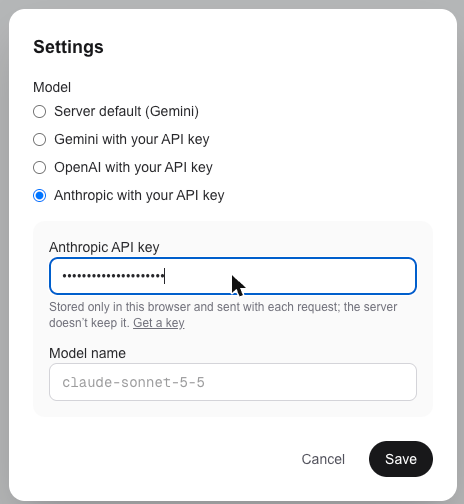 Settings
Model
Server default (Gemini)
Gemini with your API key
OpenAI with your API key
Anthropic with your API key
Anthropic API key
•••••••••••••••••••••
Stored only in this browser and sent with each request; the server
doesn’t keep it. Get a key
Model name
claude-sonnet-5-5
Cancel
Save